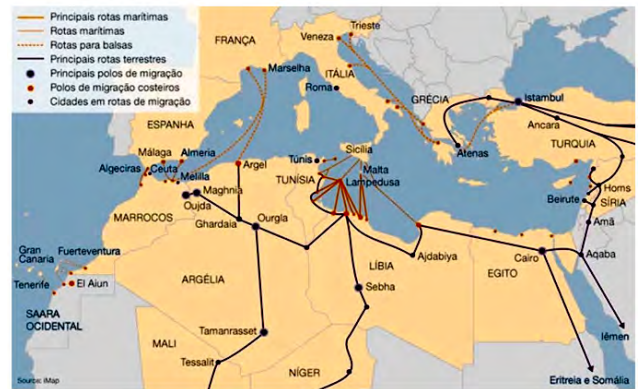 Principais rotas marítimas
Rotas marítimas
Rotas para balsas
Principais rotas terrestres
Principais polos de migração
Polos de migração costeiros
Cidades em rotas de migração
FRANÇA
Veneza
Trieste
Marselha
ITÁLIA
Roma
GRÉCIA
Istambul
Ancara
TURQUIA
Atenas
ESPANHA
Málaga
Almeria
Algeciras
Ceuta
Melilla
Argel
Túnis
Sicília
Malta
Lampedusa
TUNÍSIA
Maghnia
Oujda
MARROCOS
Ghardaia
Ourgla
Homs
Beirute
SÍRIA
Amã
Gran
Canaria
Fuerteventura
Tenerife
El Aiun
ARGÉLIA
LÍBIA
Ajdabiya
EGITO
Cairo
Aqaba
Sebha
SAARA
OCIDENTAL
Tamanrasset
MALI
Tessalit
NÍGER
Iêmen
Eritreia e Somália
Source: iMap